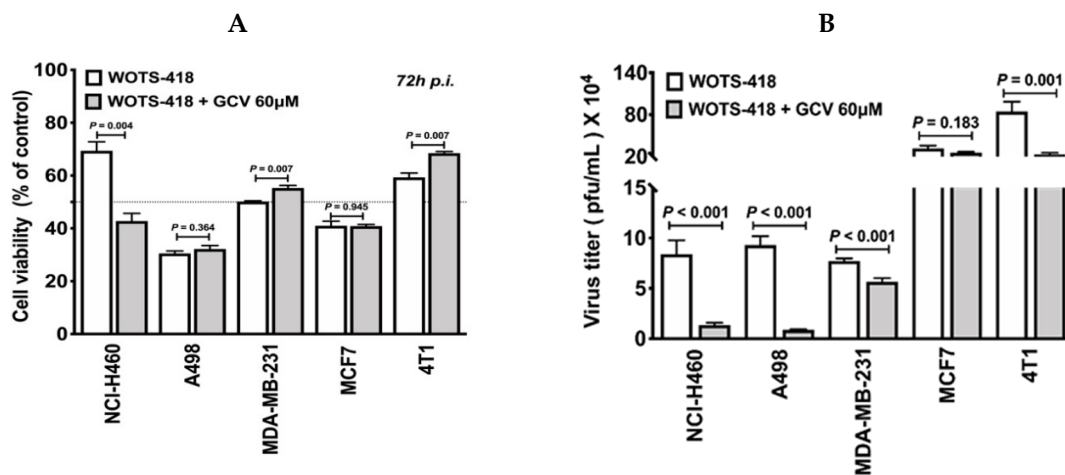 A
B
Cell viability (% of control)
100
80
60
40
20
0
WOTS-418
WOTS-418 + GCV 60µM
72h p.i.
P = 0.004
P = 0.364
P = 0.007
P = 0.945
P = 0.007
NCI-H460
A498
MDA-MB-231
MCF7
4T1
Virus titer ( pfu/mL ) X 10⁴
140
80
20
15
10
5
0
WOTS-418
WOTS-418 + GCV 60µM
P < 0.001
P < 0.001
P < 0.001
P = 0.183
P = 0.001
NCI-H460
A498
MDA-MB-231
MCF7
4T1